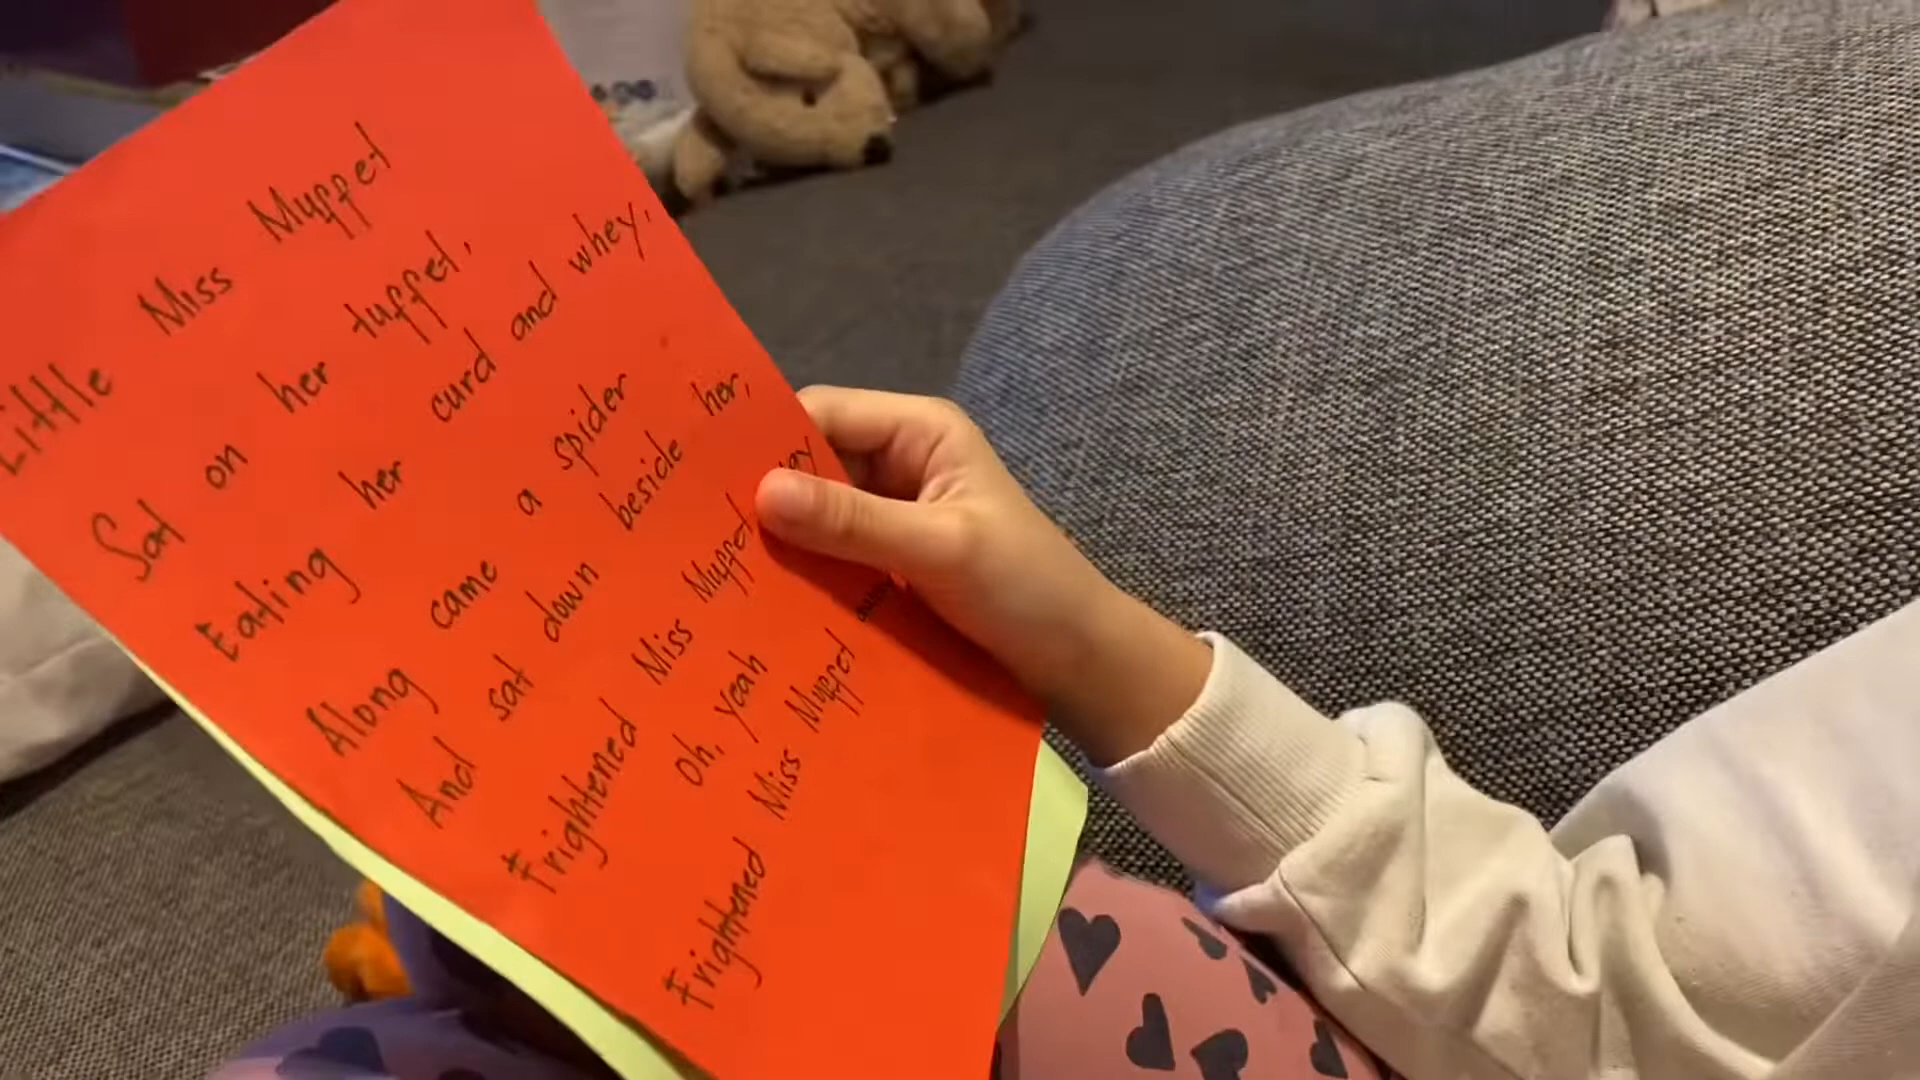 Little Miss Muffet
Sat on her tuffet,
Eating her curd and whey,
Along came a spider
And sat down beside her,
Frightened Miss Muffet
Oh, yeah
Frightened Miss Muffet